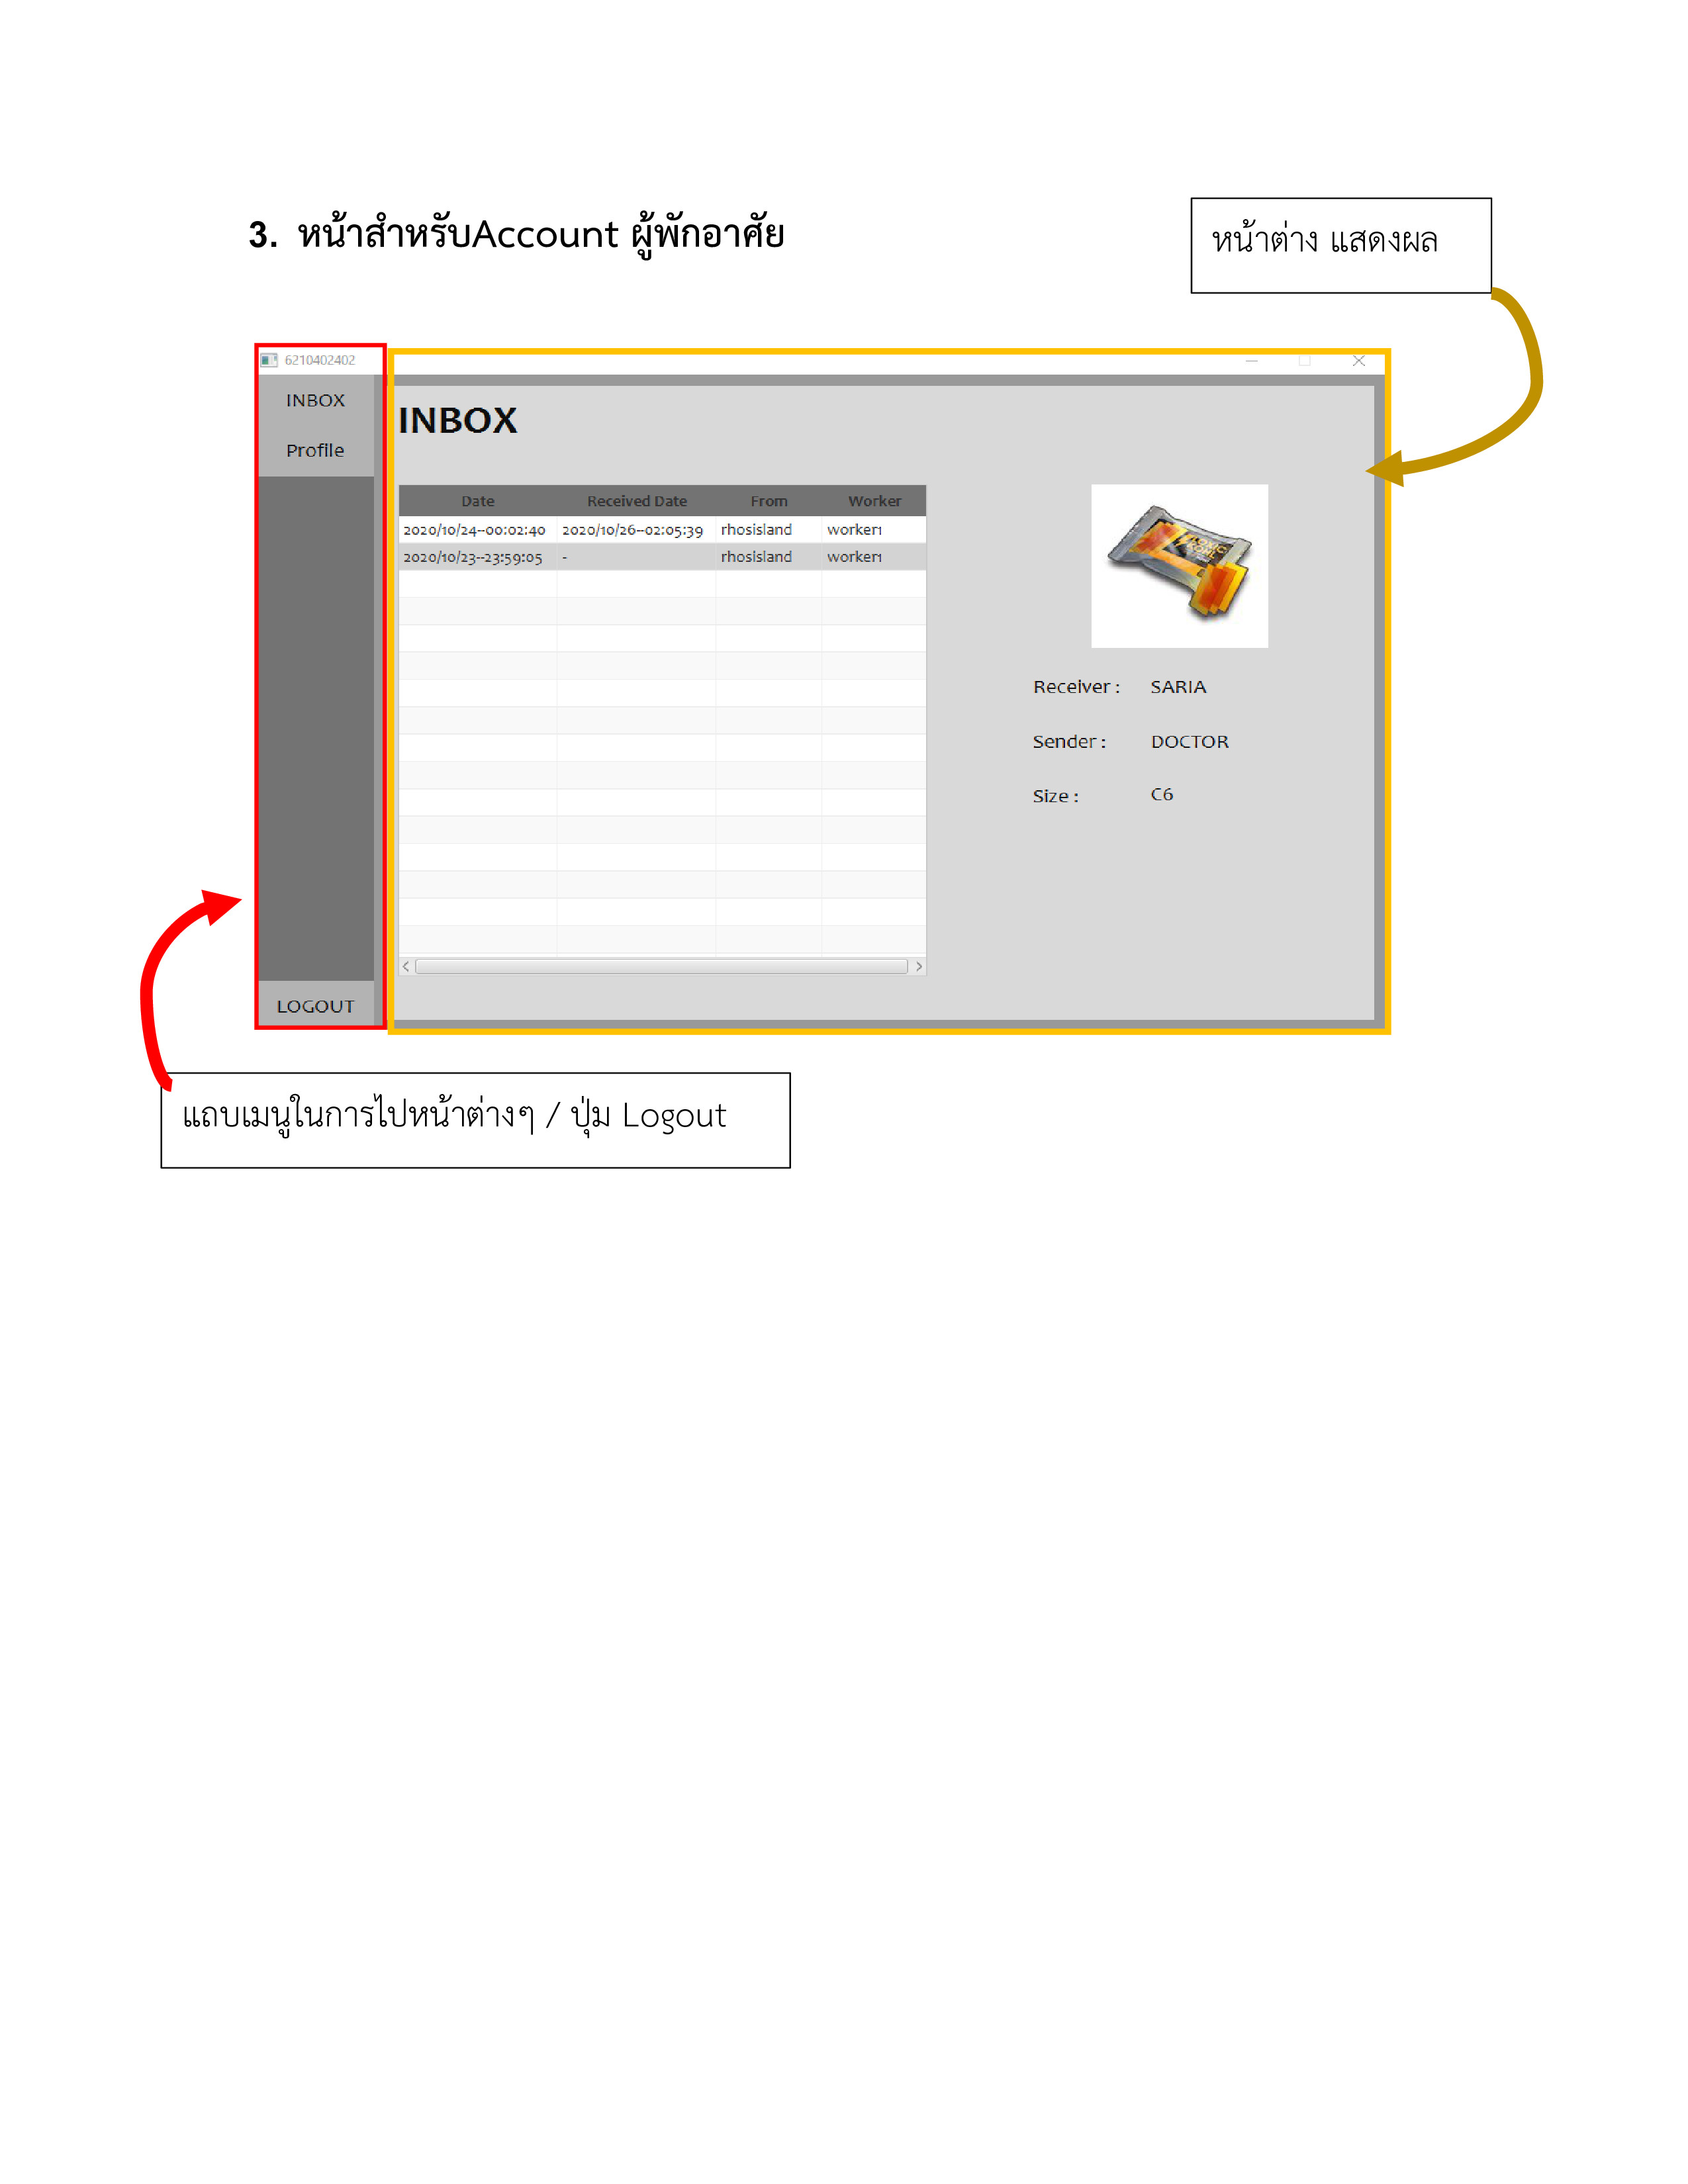 3. หน้าสำหรับAccount ผู้พักอาศัย
หน้าต่าง แสดงผล
6210402402
INBOX
Profile
LOGOUT
INBOX
Date Received Date From Worker
2020/10/24--00:02:40 2020/10/26--02:05:39 rhosisland worker1
2020/10/23--23:59:05 - rhosisland worker1
Receiver : SARIA
Sender : DOCTOR
Size : C6
แถบเมนูในการไปหน้าต่างๆ / ปุ่ม Logout